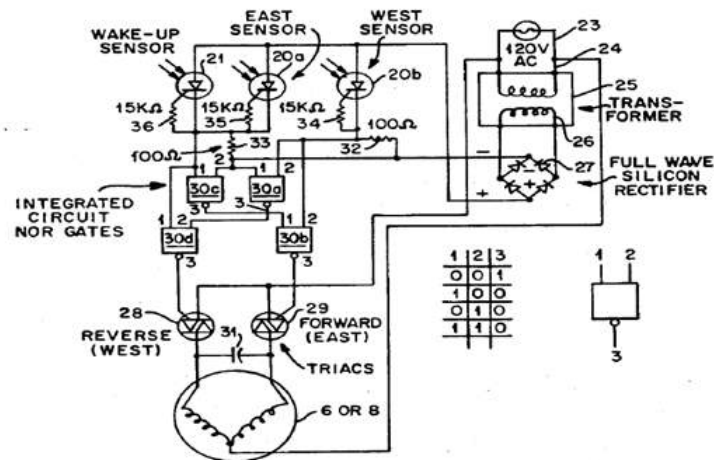 WAKE-UP
SENSOR
EAST
SENSOR
WEST
SENSOR
21
20a
20b
15KΩ
36
15KΩ
35
15KΩ
34
100Ω
33
100Ω
32
120V
AC
23
24
25
TRANS-
FORMER
26
27
FULL WAVE
SILICON
RECTIFIER
−
+
−
+
INTEGRATED
CIRCUIT
NOR GATES
1
2
1
30c
30a
3
3
1 2
30d
3
1
2
30b
3
28
REVERSE
(WEST)
29
FORWARD
(EAST)
31
TRIACS
6 OR 8
1 2 3
0 0 1
1 0 0
0 1 0
1 1 0
1 2
3